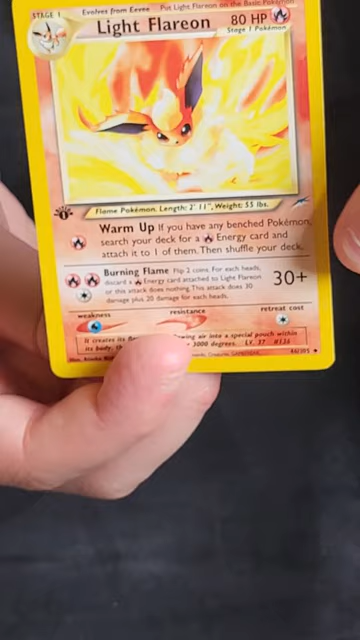 STAGE 1 Evolves from Eevee Put Light Flareon on the Basic Pokémon
Light Flareon 80 HP
Stage 1 Pokémon
Flame Pokémon. Length: 2' 11", Weight: 55 lbs.
1
Warm Up If you have any benched Pokémon,
search your deck for a Energy card and
attach it to 1 of them. Then shuffle your deck.
Burning Flame Flip 2 coins. For each heads,
discard a Energy card attached to Light Flareon
or this attack does nothing. This attack does 30
damage plus 20 damage for each heads.
30+
weakness resistance retreat cost
It creates its air into a special pouch within
its body, 3000 degrees. LV. 37 #136
Illus.
46/105